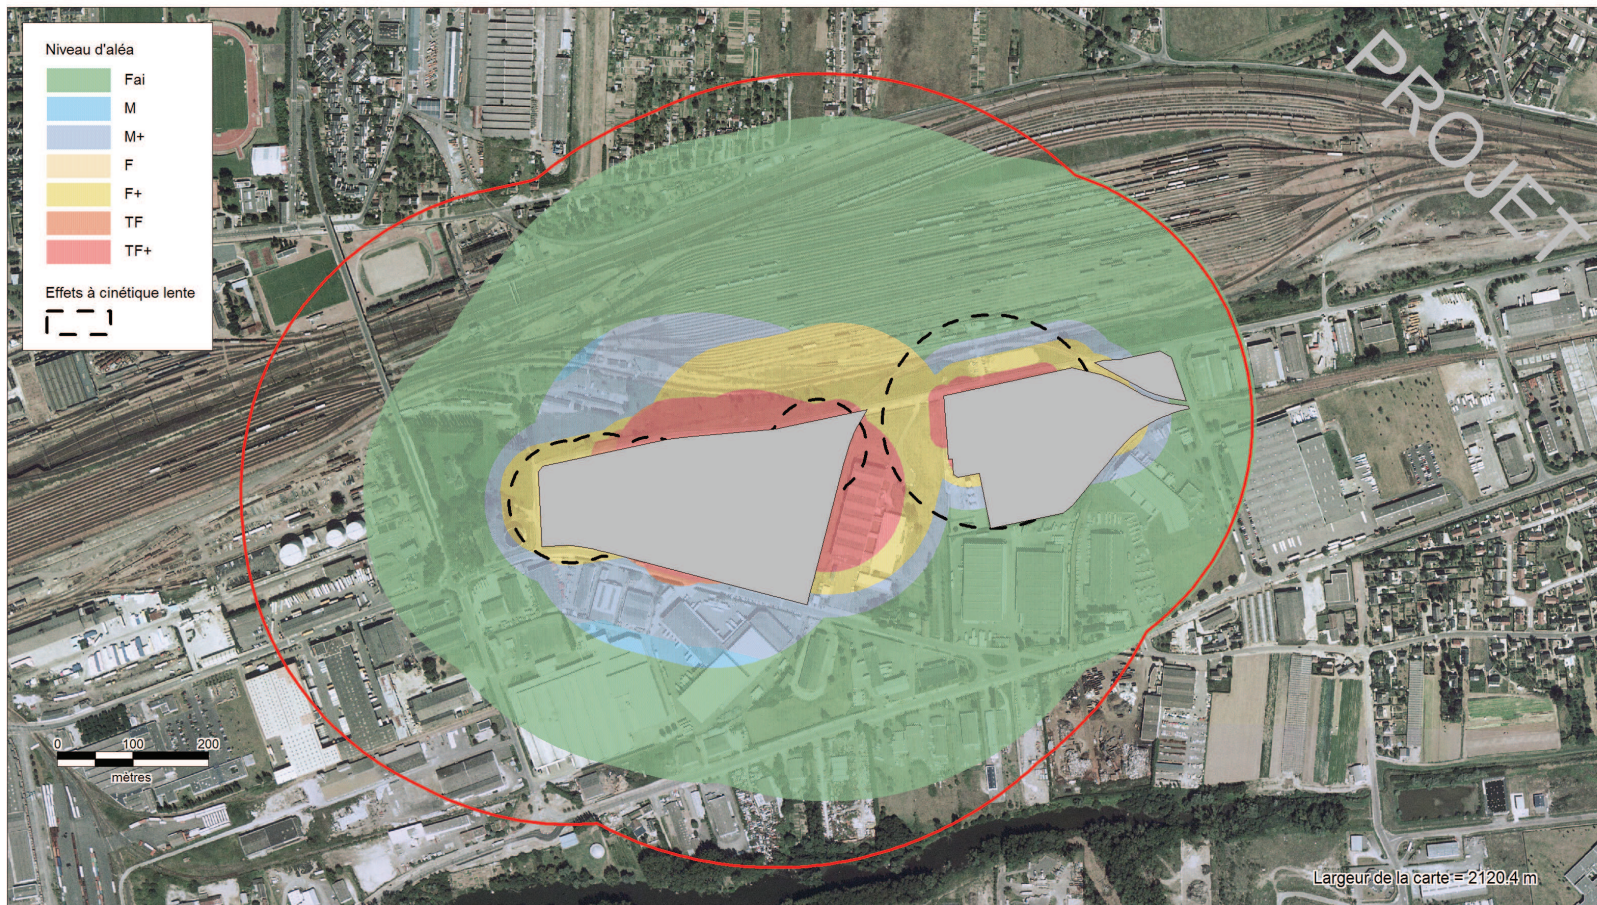 Niveau d'aléa
Fai
M
M+
F
F+
TF
TF+
Effets à cinétique lente
PROJET
0 100 200
mètres
Largeur de la carte = 2120.4 m